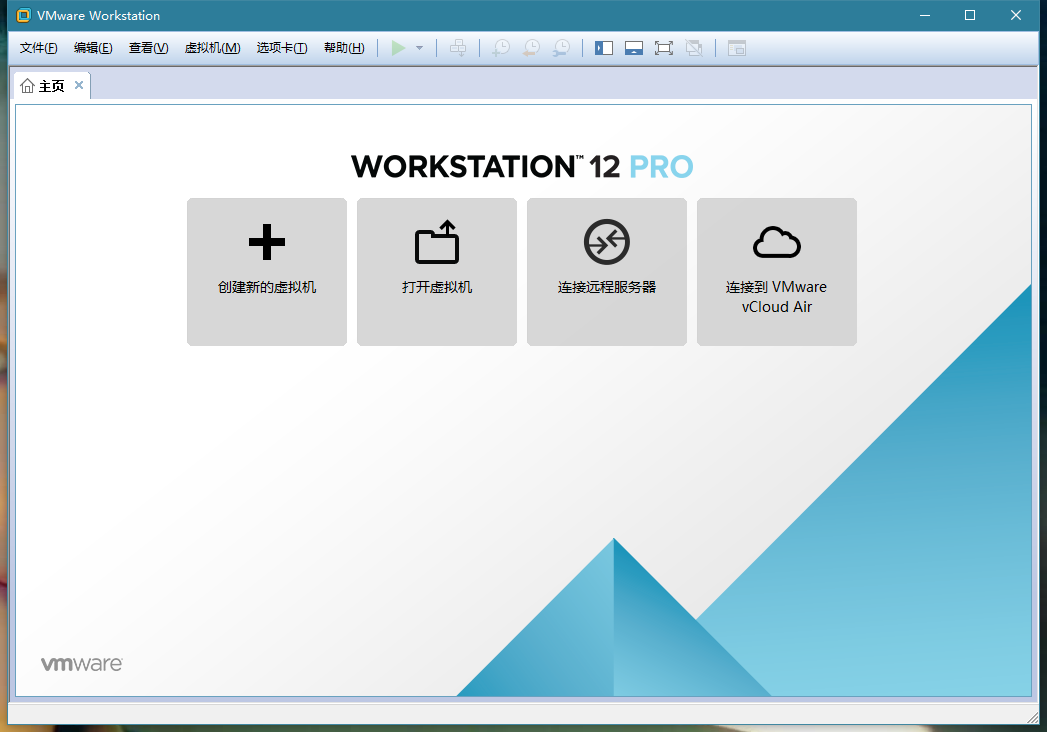 VMware Workstation
文件(F) 编辑(E) 查看(V) 虚拟机(M) 选项卡(T) 帮助(H)
主页
WORKSTATION™ 12 PRO
创建新的虚拟机
打开虚拟机
连接远程服务器
连接到 VMware
vCloud Air
vmware